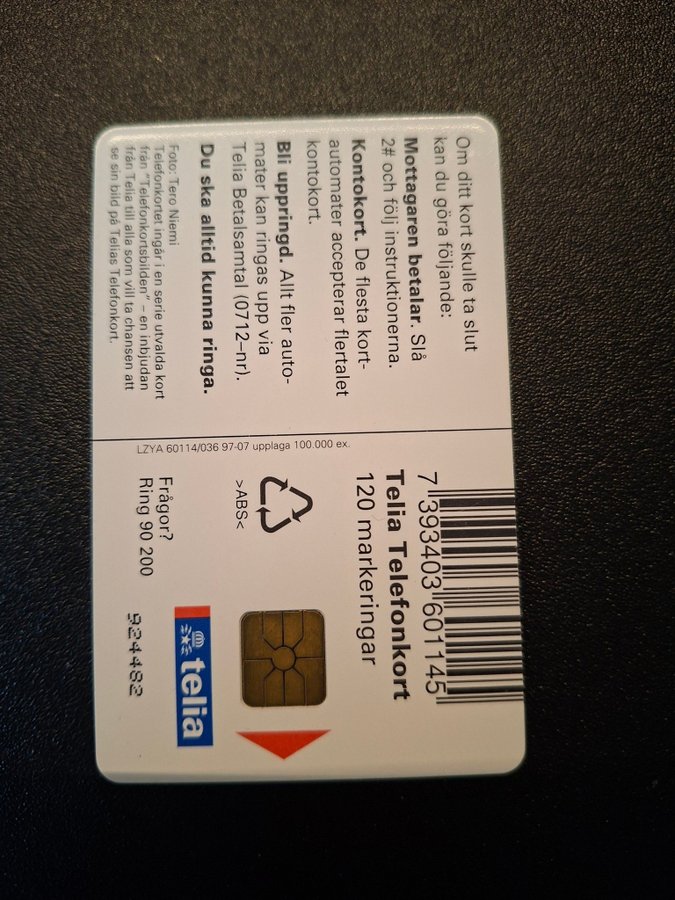 Om ditt kort skulle ta slut
kan du göra följande:
Mottagaren betalar. Slå
2# och följ instruktionerna.
Kontokort. De flesta kort-
automater accepterar flertalet
kontokort.
Bli uppringd. Allt fler auto-
mater kan ringas upp via
Telia Betalsamtal (0712–nr).
Du ska alltid kunna ringa.
Foto: Tero Niemi
Telefonkortet ingår i en serie utvalda kort
från "Telefonkortsbilden" – en inbjudan
från Telia till alla som vill ta chansen att
se sin bild på Telias Telefonkort.
LZYA 60114/036 97-07 upplaga 100.000 ex.
7 393403 601145
Telia Telefonkort
120 markeringar
>ABS<
Frågor?
Ring 90 200
telia
924482